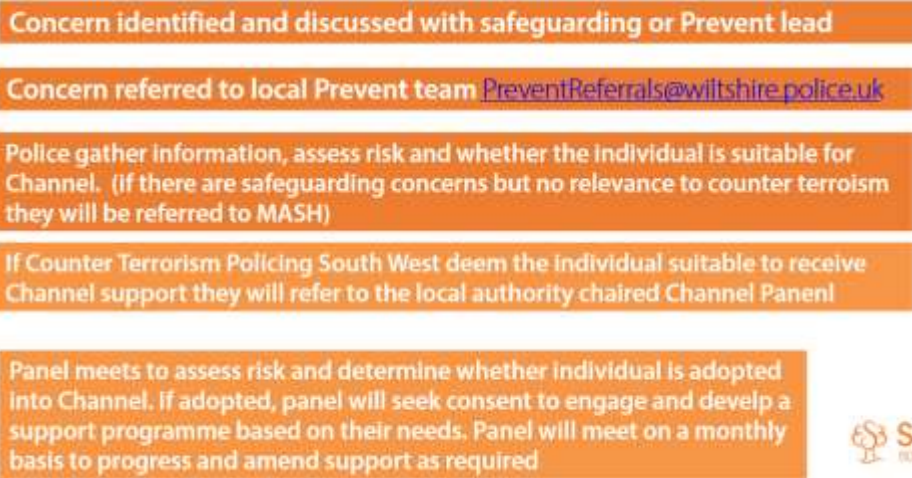 Concern identified and discussed with safeguarding or Prevent lead
Concern referred to local Prevent team PreventReferrals@wiltshire.police.uk
Police gather information, assess risk and whether the individual is suitable for
Channel. (if there are safeguarding concerns but no relevance to counter terroism
they will be referred to MASH)
If Counter Terrorism Policing South West deem the individual suitable to receive
Channel support they will refer to the local authority chaired Channel Panenl
Panel meets to assess risk and determine whether individual is adopted
into Channel. If adopted, panel will seek consent to engage and develp a
support programme based on their needs. Panel will meet on a monthly
basis to progress and amend support as required
S